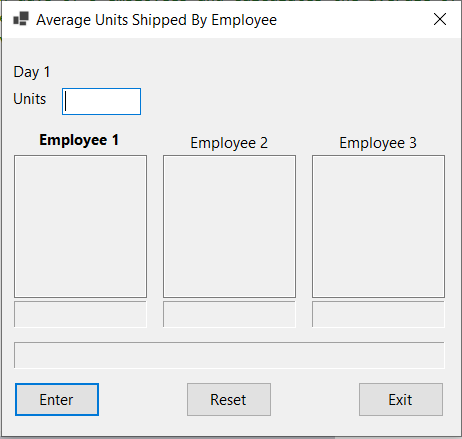 Average Units Shipped By Employee
Day 1
Units
Employee 1 Employee 2 Employee 3
Enter Reset Exit